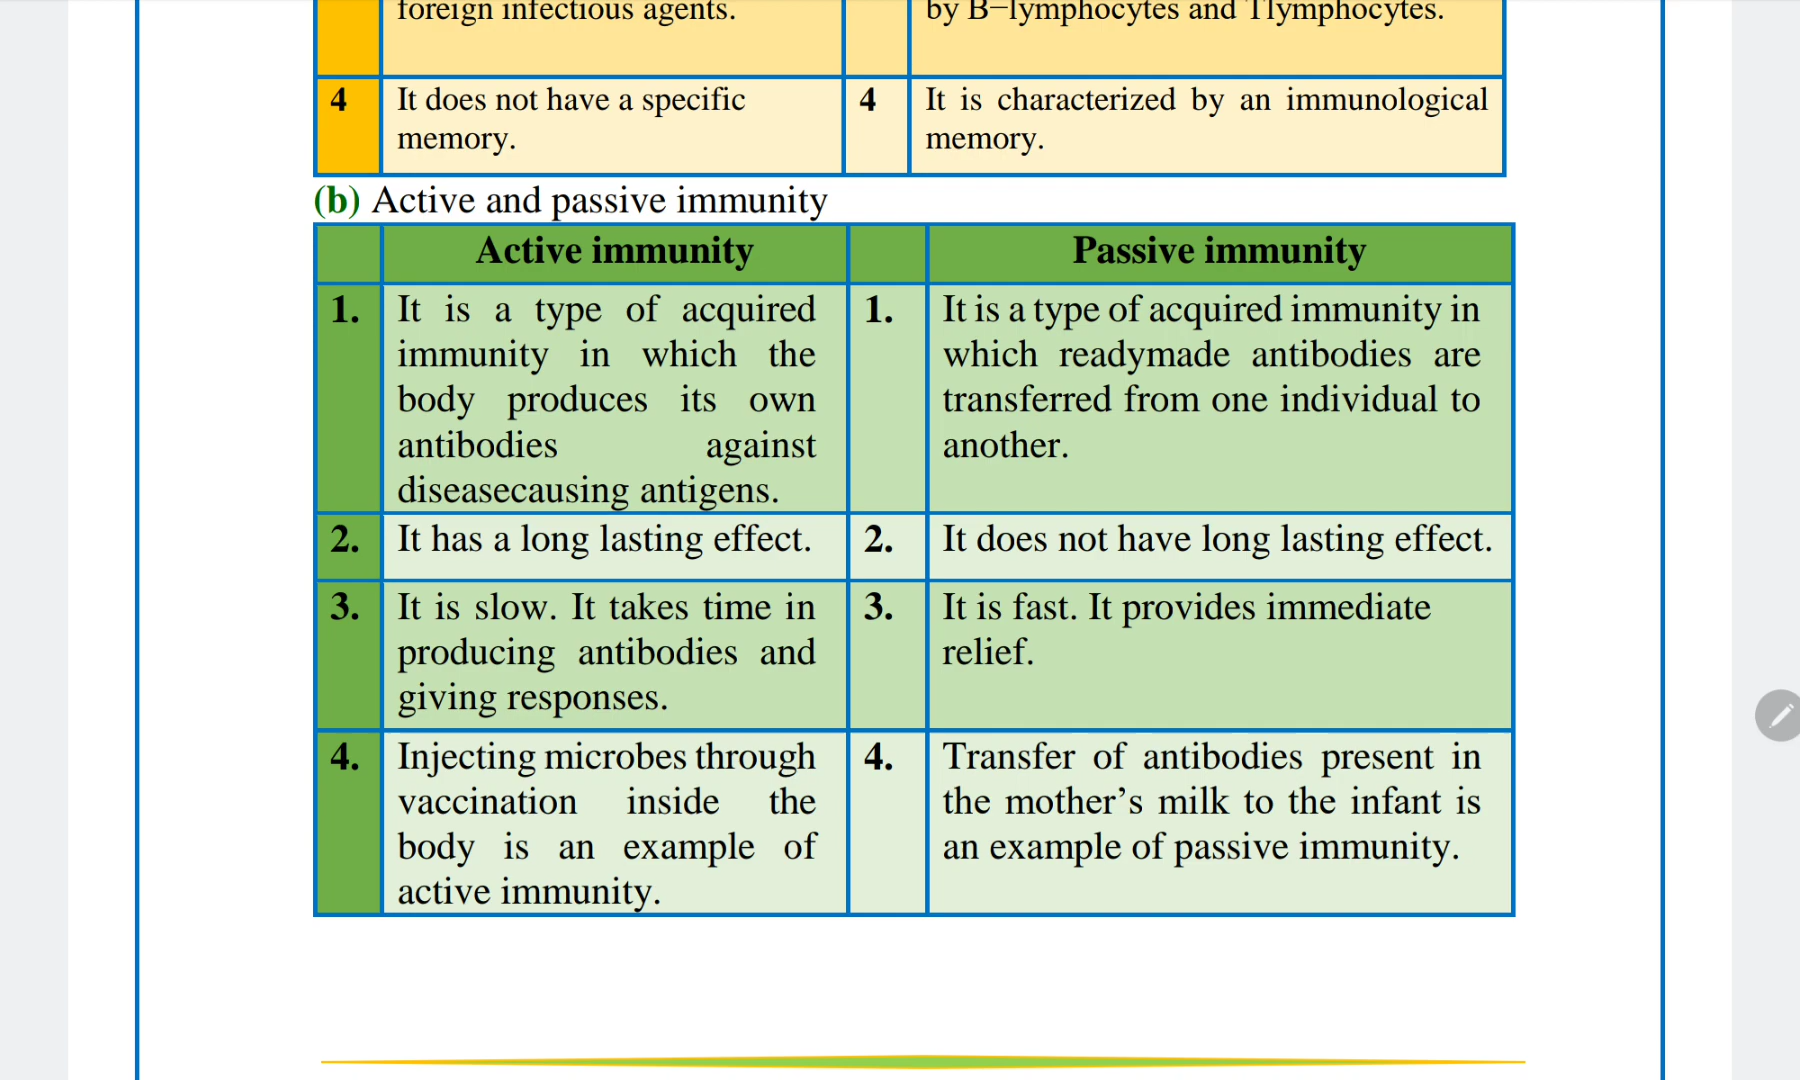 foreign infectious agents.
by B–lymphocytes and Tlymphocytes.
4
It does not have a specific
memory.
4
It is characterized by an immunological
memory.
(b) Active and passive immunity
Active immunity
Passive immunity
1.
It is a type of acquired
immunity in which the
body produces its own
antibodies against
diseasecausing antigens.
1.
It is a type of acquired immunity in
which readymade antibodies are
transferred from one individual to
another.
2.
It has a long lasting effect.
2.
It does not have long lasting effect.
3.
It is slow. It takes time in
producing antibodies and
giving responses.
3.
It is fast. It provides immediate
relief.
4.
Injecting microbes through
vaccination inside the
body is an example of
active immunity.
4.
Transfer of antibodies present in
the mother’s milk to the infant is
an example of passive immunity.